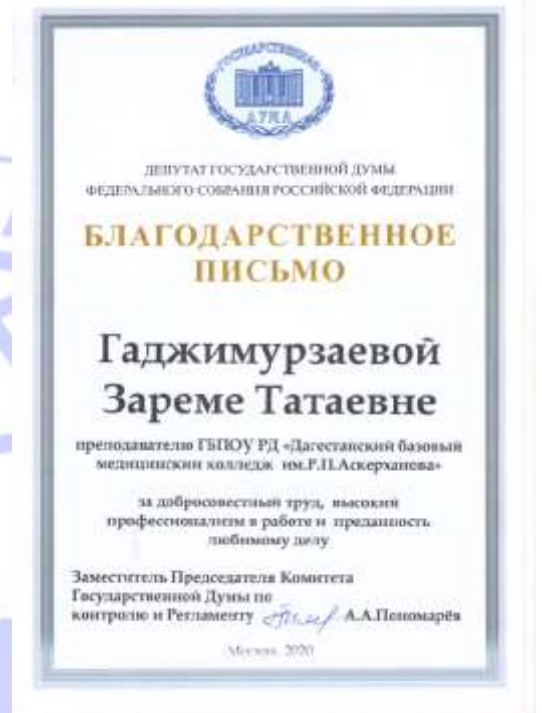 ГОСУДАРСТВЕННАЯ
ДУМА
ДЕПУТАТ ГОСУДАРСТВЕННОЙ ДУМЫ
ФЕДЕРАЛЬНОГО СОБРАНИЯ РОССИЙСКОЙ ФЕДЕРАЦИИ
БЛАГОДАРСТВЕННОЕ
ПИСЬМО
Гаджимурзаевой
Зареме Татаевне
преподавателю ГБПОУ РД «Дагестанский базовый
медицинский колледж им.Р.П.Аскерханова»
за добросовестный труд, высокий
профессионализм в работе и преданность
любимому делу
Заместитель Председателя Комитета
Государственной Думы по
контролю и Регламенту А.А.Пономарёв
Москва, 2020